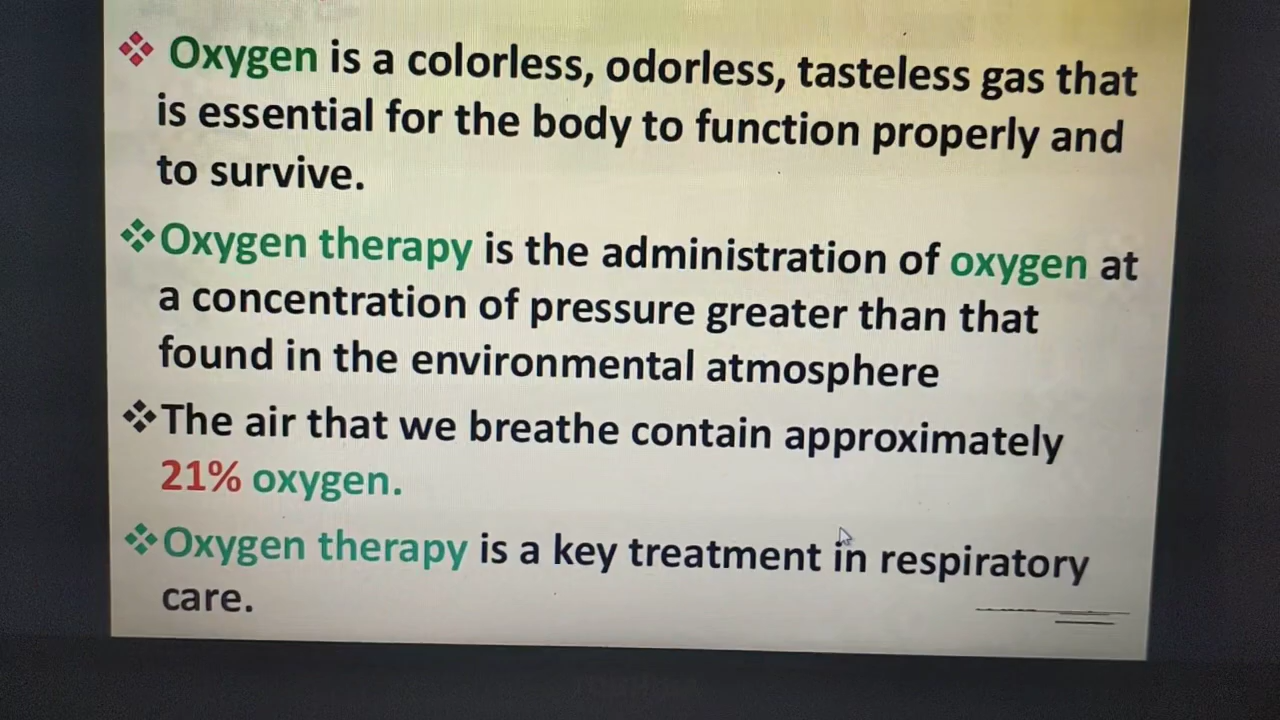 Oxygen is a colorless, odorless, tasteless gas that
is essential for the body to function properly and
to survive.
Oxygen therapy is the administration of oxygen at
a concentration of pressure greater than that
found in the environmental atmosphere
The air that we breathe contain approximately
21% oxygen.
Oxygen therapy is a key treatment in respiratory
care.